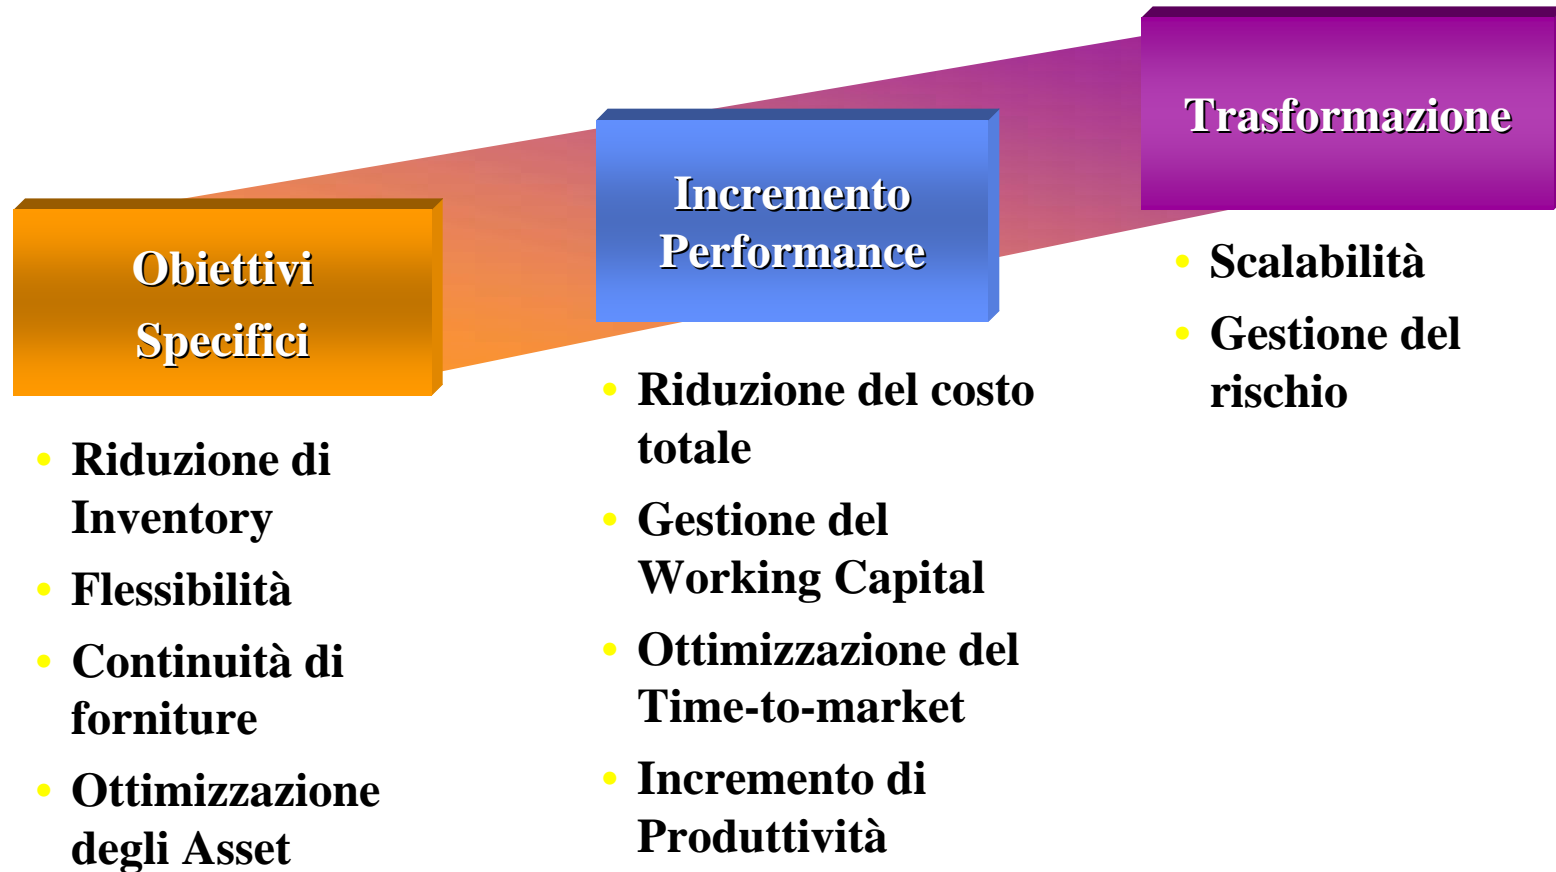 Obiettivi
Specifici
• Riduzione di
Inventory
• Flessibilità
• Continuità di
forniture
• Ottimizzazione
degli Asset
Incremento
Performance
• Riduzione del costo
totale
• Gestione del
Working Capital
• Ottimizzazione del
Time-to-market
• Incremento di
Produttività
Trasformazione
• Scalabilità
• Gestione del
rischio